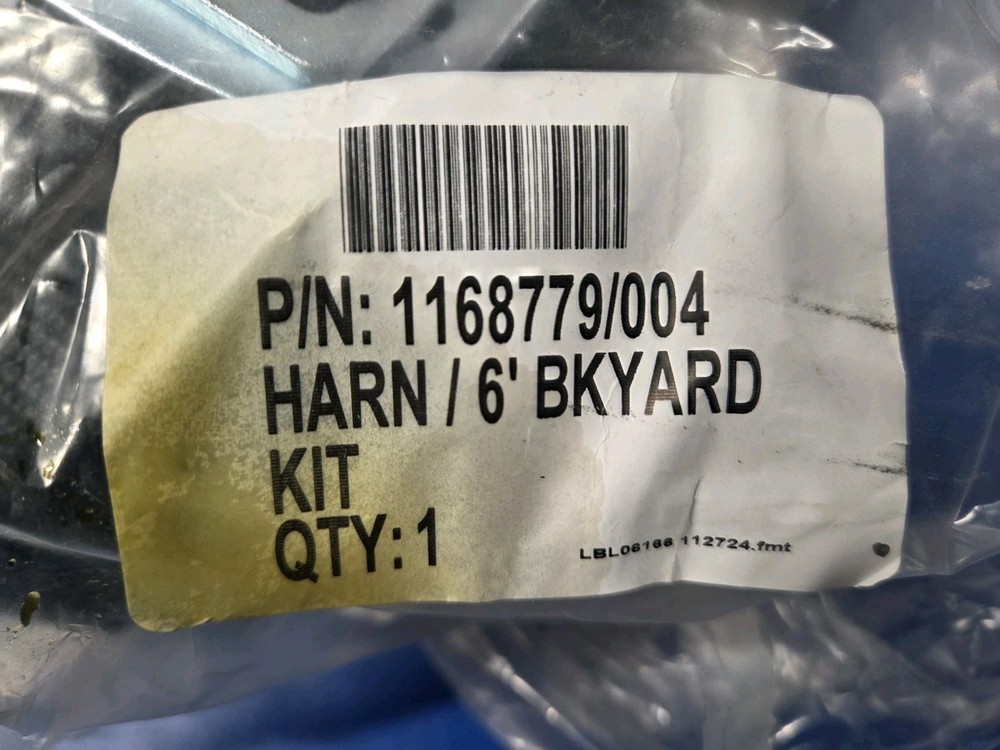 P/N: 1168779/004
HARN / 6' BKYARD
KIT
QTY: 1
LBL06166 112724.fmt